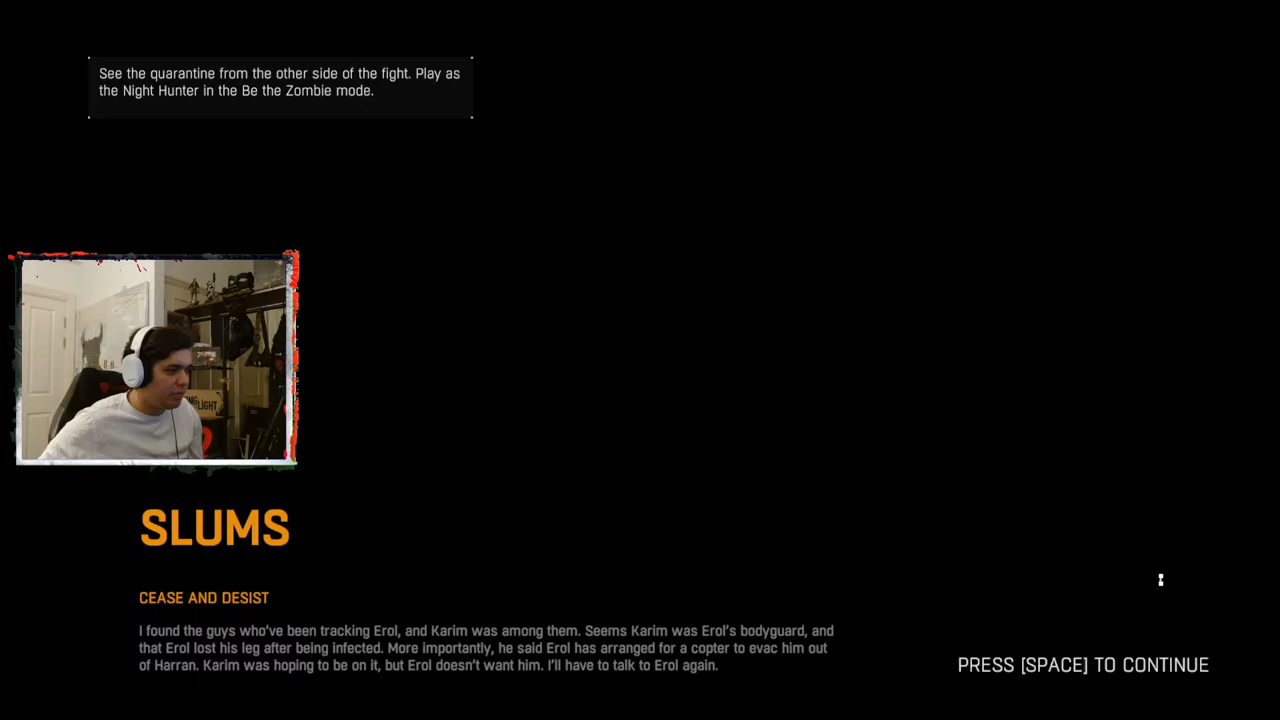 See the quarantine from the other side of the fight. Play as
the Night Hunter in the Be the Zombie mode.
SLUMS
CEASE AND DESIST
I found the guys who've been tracking Erol, and Karim was among them. Seems Karim was Erol's bodyguard, and
that Erol lost his leg after being infected. More importantly, he said Erol has arranged for a copter to evac him out
of Harran. Karim was hoping to be on it, but Erol doesn't want him. I'll have to talk to Erol again.
PRESS [SPACE] TO CONTINUE